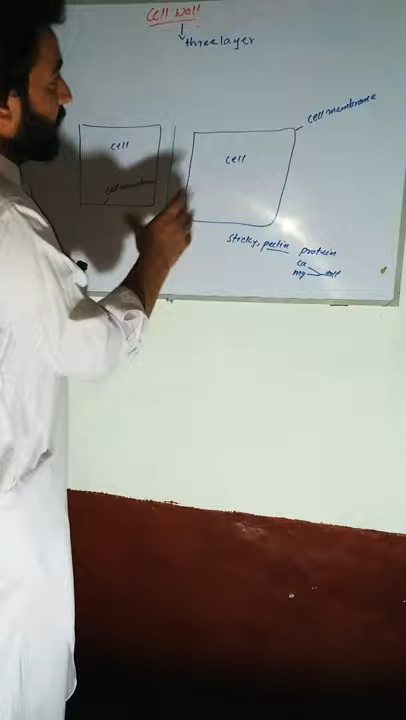 Cell Wall
three layer
cell membrane
cell
cell
cell membrane
sticky, pectin protein
Ca
Mg salt